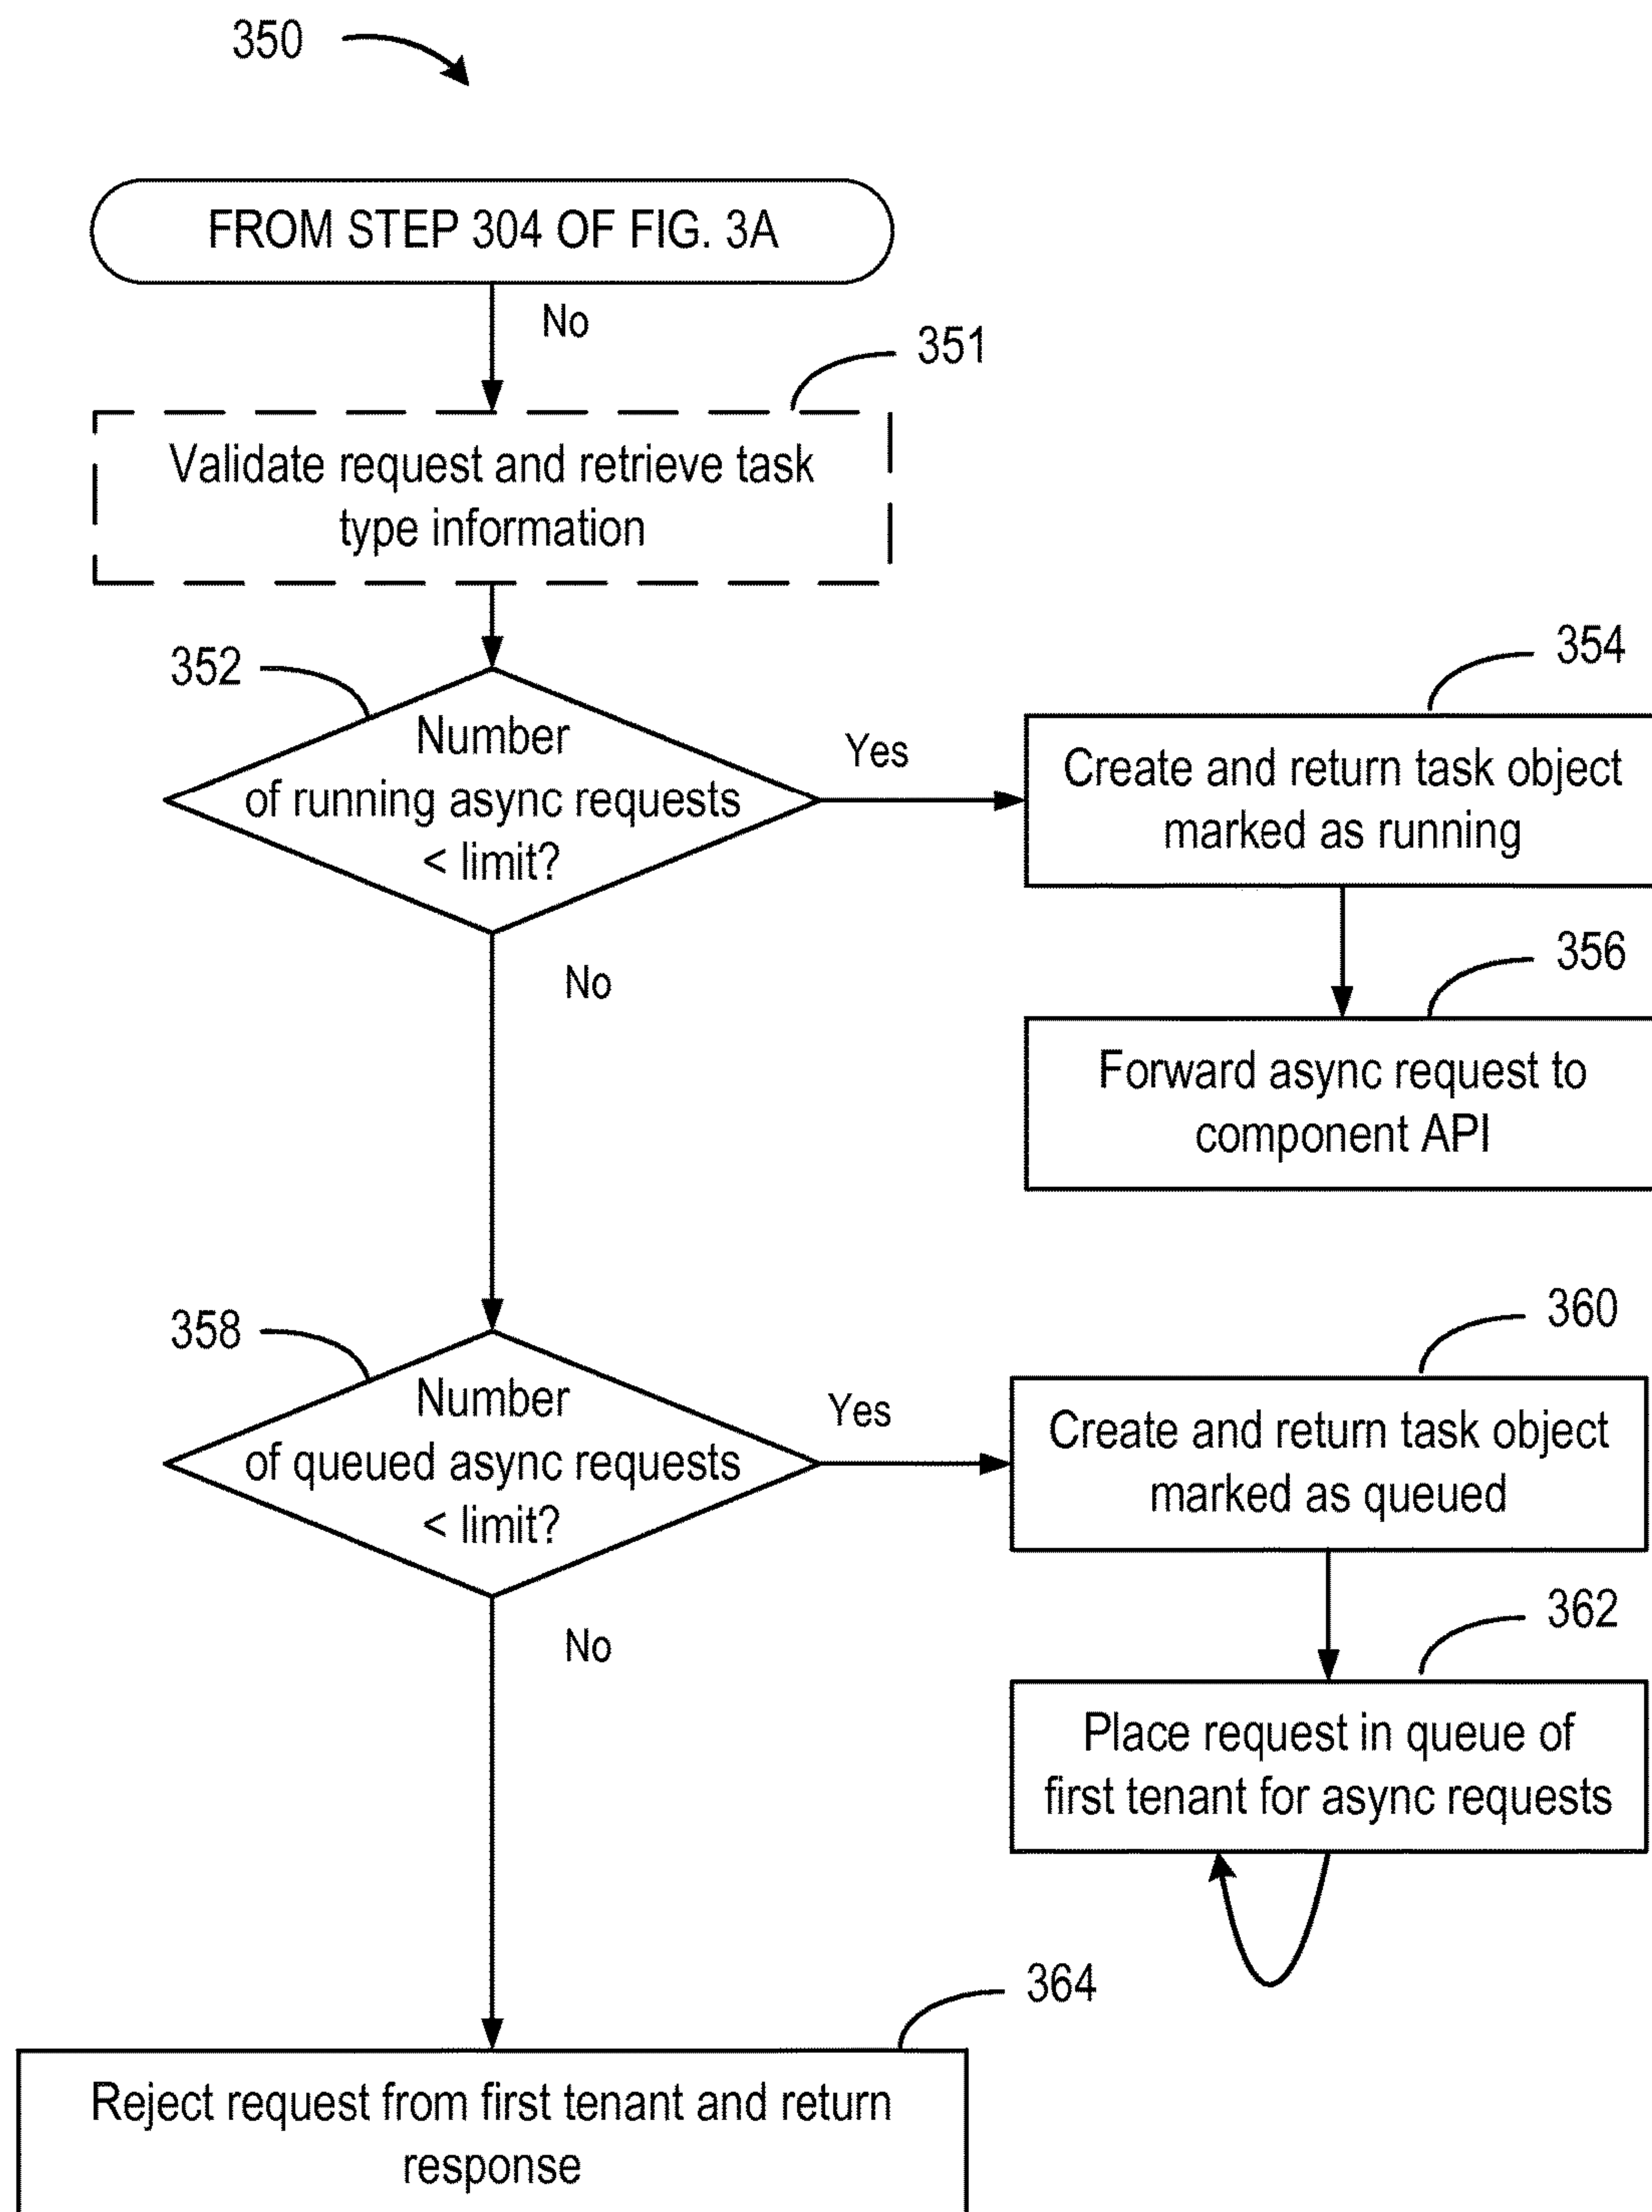 350
FROM STEP 304 OF FIG. 3A
No
351
Validate request and retrieve task
type information
352
Number
of running async requests
< limit?
Yes
354
Create and return task object
marked as running
356
Forward async request to
component API
No
358
Number
of queued async requests
< limit?
Yes
360
Create and return task object
marked as queued
362
Place request in queue of
first tenant for async requests
No
364
Reject request from first tenant and return
response